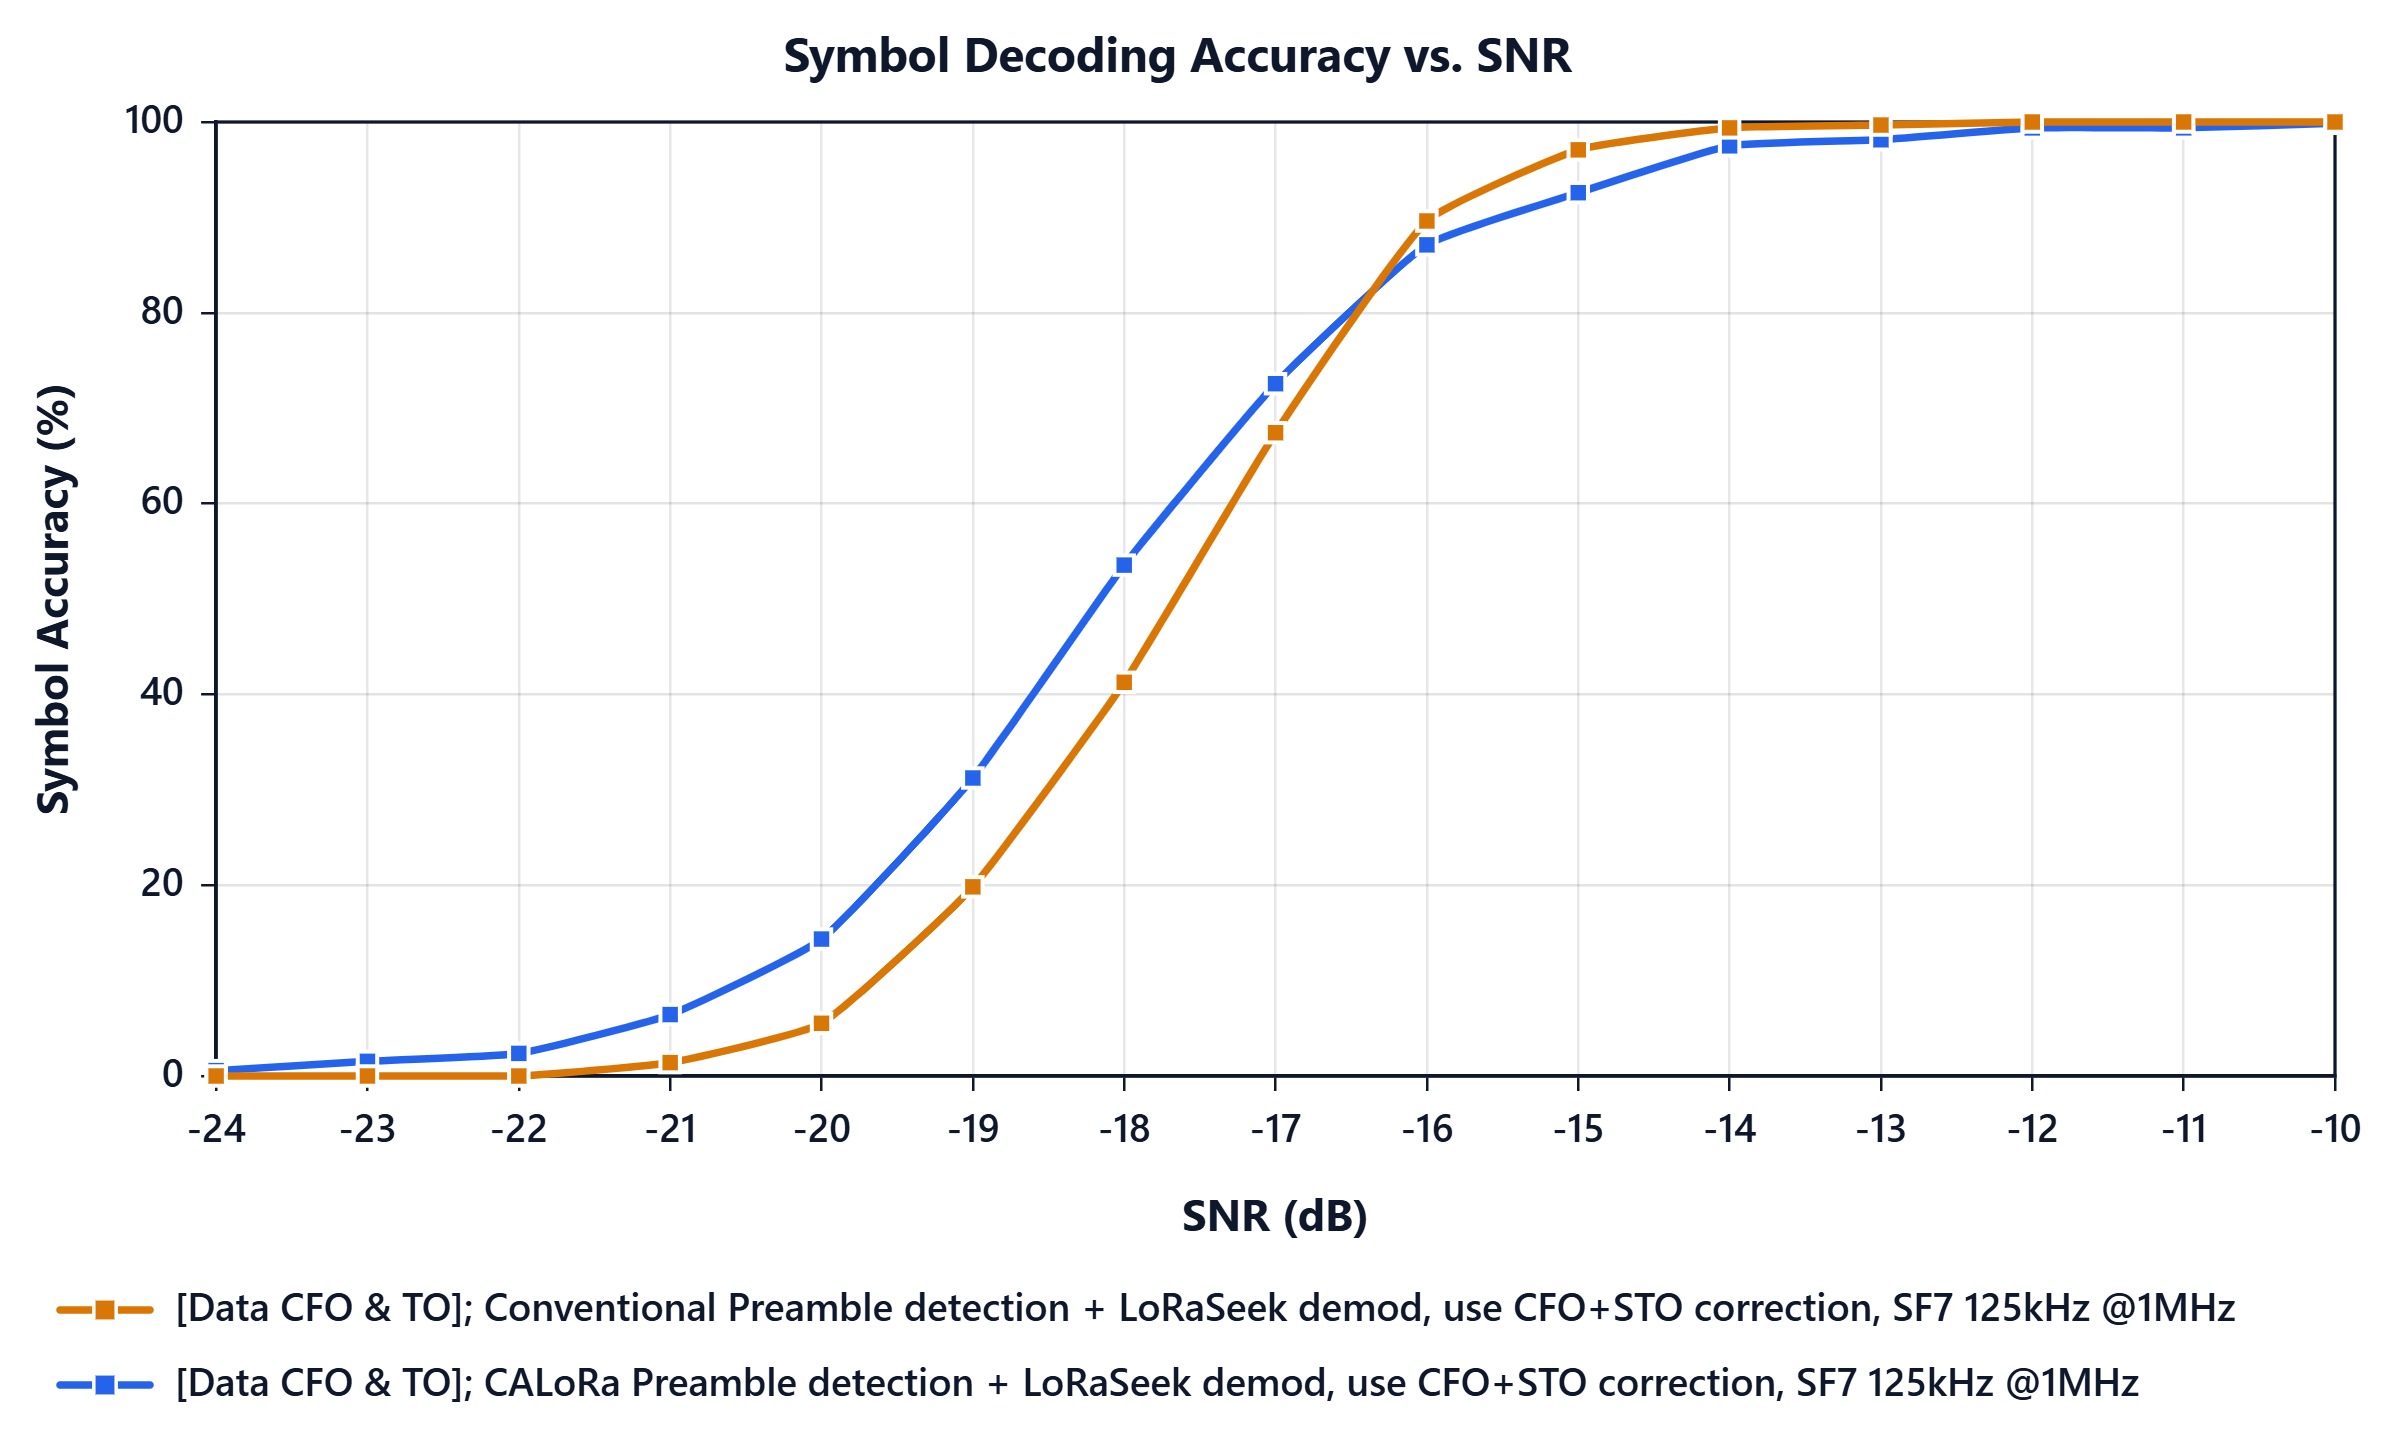 Symbol Decoding Accuracy vs. SNR
100
80
60
40
20
0
Symbol Accuracy (%)
-24 -23 -22 -21 -20 -19 -18 -17 -16 -15 -14 -13 -12 -11 -10
SNR (dB)
[Data CFO & TO]; Conventional Preamble detection + LoRaSeek demod, use CFO+STO correction, SF7 125kHz @1MHz
[Data CFO & TO]; CALoRa Preamble detection + LoRaSeek demod, use CFO+STO correction, SF7 125kHz @1MHz